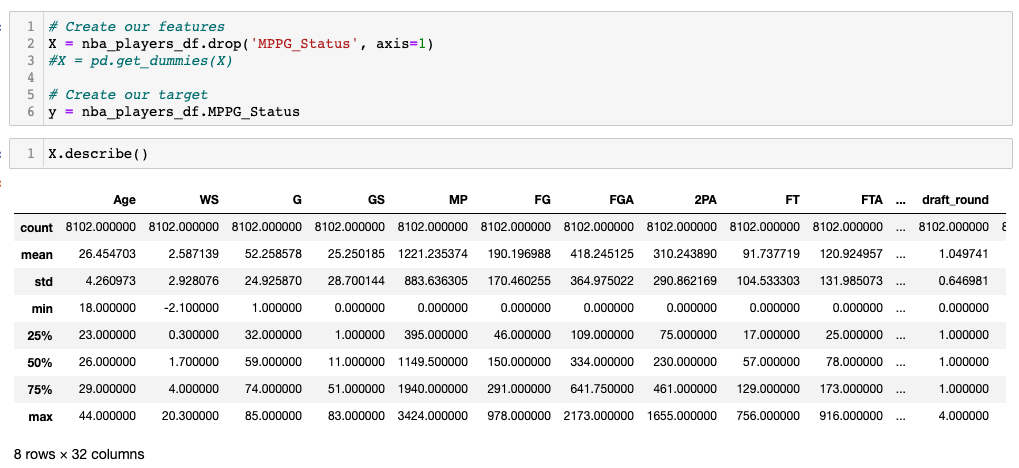 1 # Create our features
2 X = nba_players_df.drop('MPPG_Status', axis=1)
3 #X = pd.get_dummies(X)
4
5 # Create our target
6 y = nba_players_df.MPPG_Status
1 X.describe()
Age WS G GS MP FG FGA 2PA FT FTA ... draft_round
count 8102.000000 8102.000000 8102.000000 8102.000000 8102.000000 8102.000000 8102.000000 8102.000000 8102.000000 8102.000000 ... 8102.000000
mean 26.454703 2.587139 52.258578 25.250185 1221.235374 190.196988 418.245125 310.243890 91.737719 120.924957 ... 1.049741
std 4.260973 2.928076 24.925870 28.700144 883.636305 170.460255 364.975022 290.862169 104.533303 131.985073 ... 0.646981
min 18.000000 -2.100000 1.000000 0.000000 0.000000 0.000000 0.000000 0.000000 0.000000 0.000000 ... 0.000000
25% 23.000000 0.300000 32.000000 1.000000 395.000000 46.000000 109.000000 75.000000 17.000000 25.000000 ... 1.000000
50% 26.000000 1.700000 59.000000 11.000000 1149.500000 150.000000 334.000000 230.000000 57.000000 78.000000 ... 1.000000
75% 29.000000 4.000000 74.000000 51.000000 1940.000000 291.000000 641.750000 461.000000 129.000000 173.000000 ... 1.000000
max 44.000000 20.300000 85.000000 83.000000 3424.000000 978.000000 2173.000000 1655.000000 756.000000 916.000000 ... 4.000000
8 rows × 32 columns